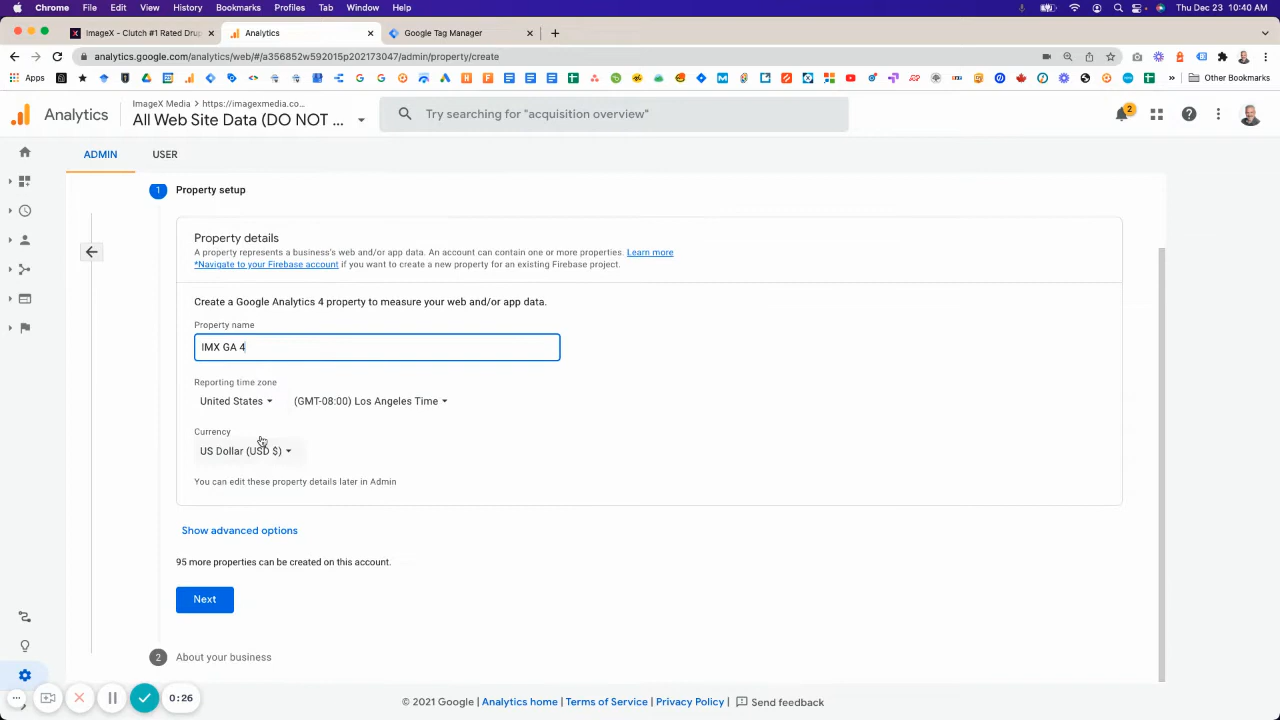 Chrome File Edit View History Bookmarks Profiles Tab Window Help Thu Dec 23 10:40 AM
ImageX - Clutch #1 Rated Drup
Analytics
Google Tag Manager
analytics.google.com/analytics/web/#/a356852w592015p202173047/admin/property/create
Apps
Other Bookmarks
Analytics
ImageX Media > https://imagexmedia.co...
All Web Site Data (DO NOT ...
Try searching for "acquisition overview"
2
ADMIN
USER
1 Property setup
Property details
A property represents a business's web and/or app data. An account can contain one or more properties. Learn more
*Navigate to your Firebase account if you want to create a new property for an existing Firebase project.
Create a Google Analytics 4 property to measure your web and/or app data.
Property name
IMX GA 4
Reporting time zone
United States (GMT-08:00) Los Angeles Time
Currency
US Dollar (USD $)
You can edit these property details later in Admin
Show advanced options
95 more properties can be created on this account.
Next
2 About your business
0:26
© 2021 Google | Analytics home | Terms of Service | Privacy Policy | Send feedback